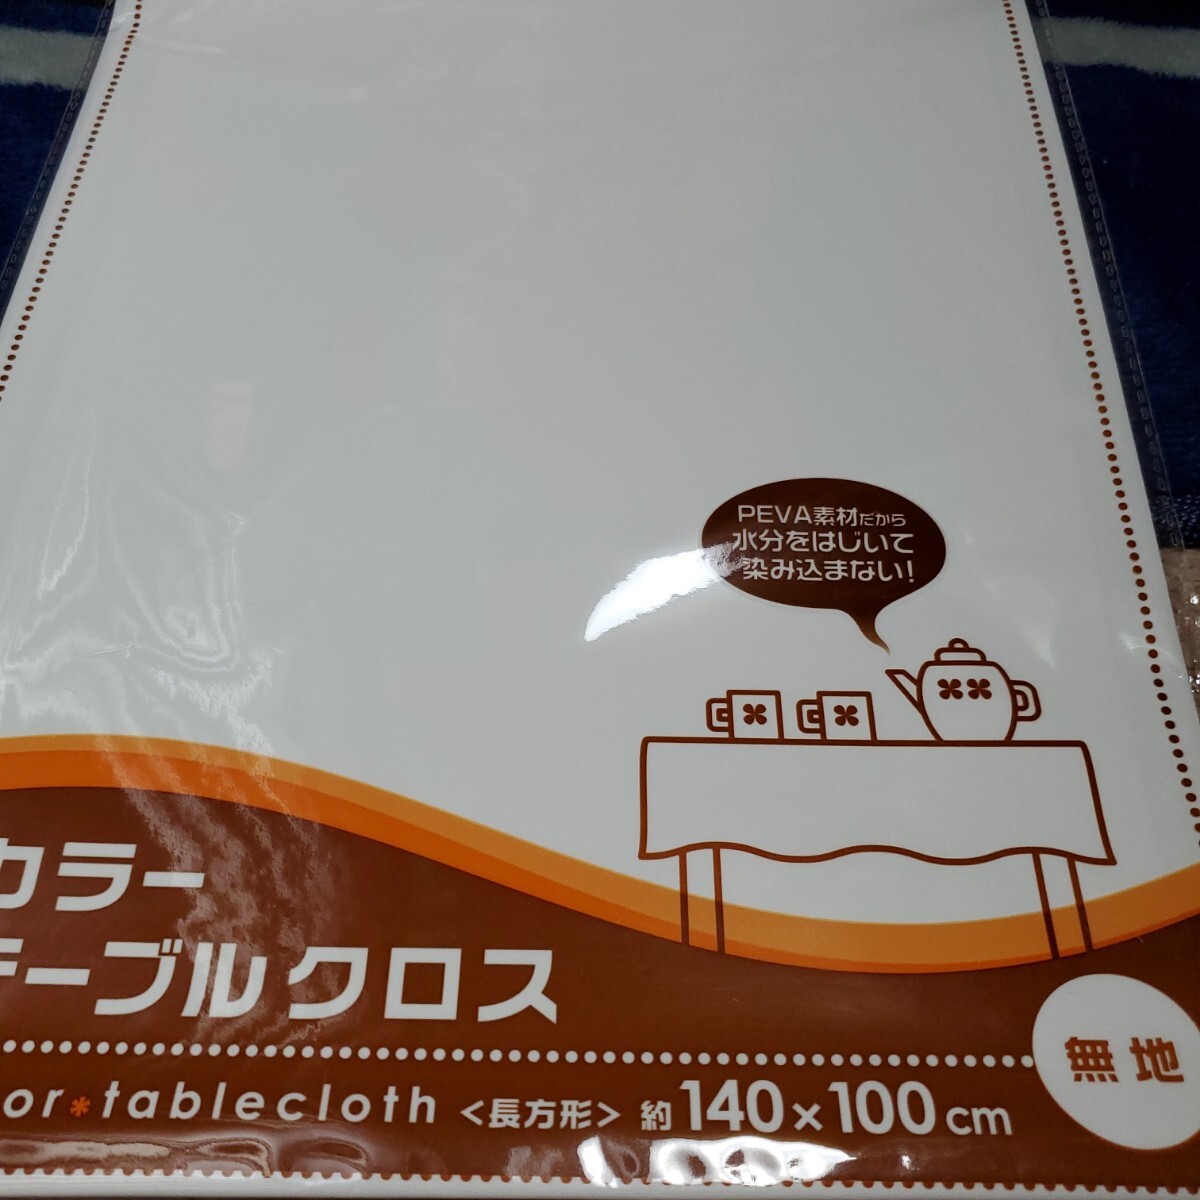 PEVA素材だから
水分をはじいて
染み込まない!
カラー
テーブルクロス
無地
or*tablecloth <長方形> 約140×100cm